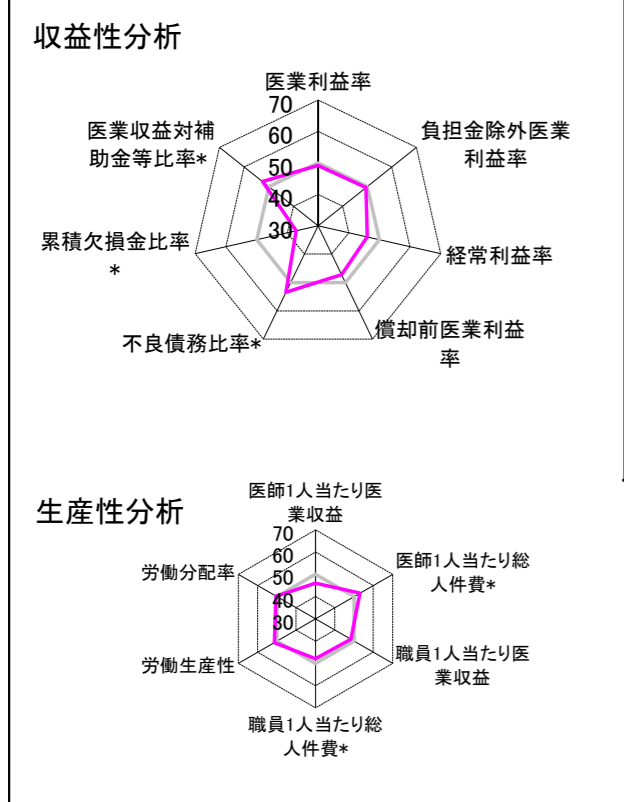 収益性分析
医業利益率
70
60
50
40
30
負担金除外医業
利益率
経常利益率
償却前医業利益
率
不良債務比率*
累積欠損金比率
*
医業収益対補
助金等比率*
生産性分析
医師1人当たり医
業収益
70
60
50
40
30
医師1人当たり総
人件費*
職員1人当たり医
業収益
職員1人当たり総
人件費*
労働生産性
労働分配率